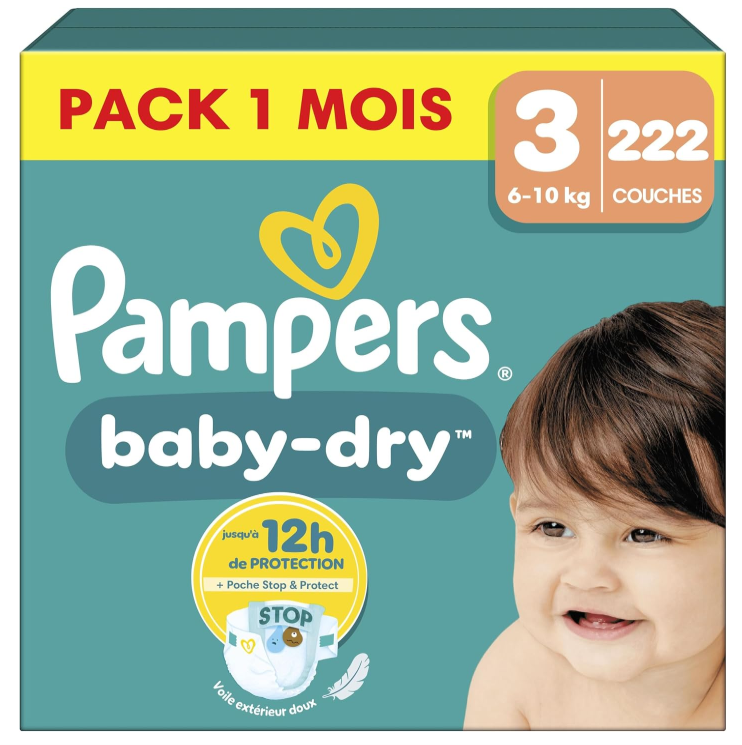 PACK 1 MOIS
3
6-10 kg
222
COUCHES
Pampers®
baby-dry™
jusqu'à 12h
de PROTECTION
+ Poche Stop & Protect
STOP
Voile extérieur doux